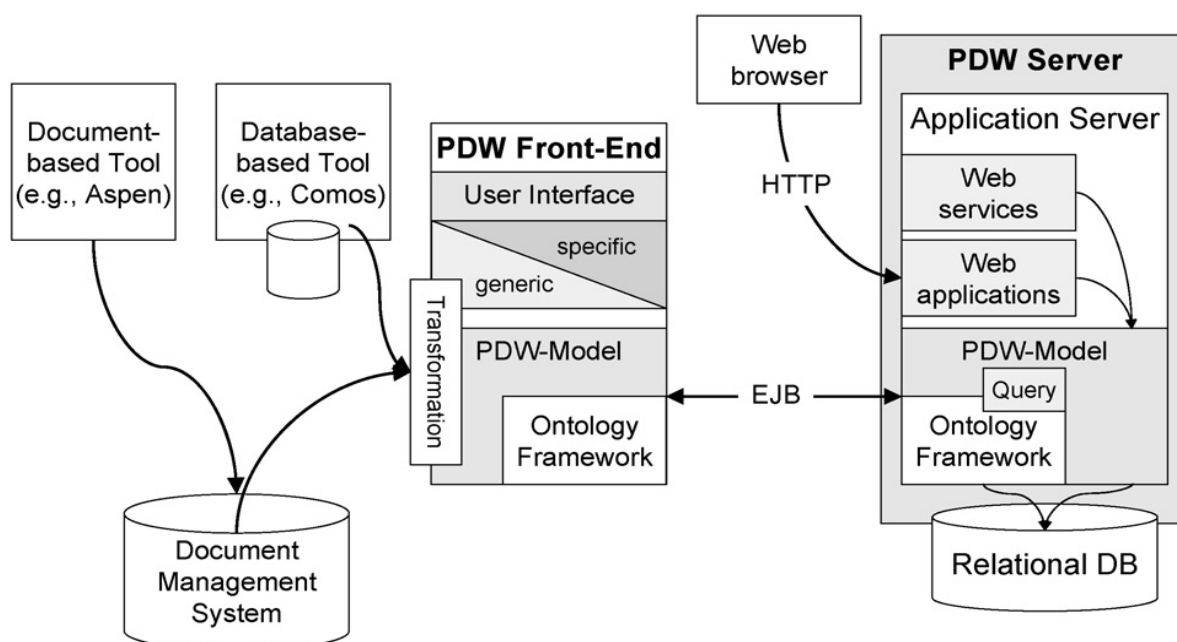 Document-
based Tool
(e.g., Aspen)
Database-
based Tool
(e.g., Comos)
PDW Front-End
User Interface
specific
generic
Transformation
PDW-Model
Ontology
Framework
Document
Management
System
Web
browser
HTTP
EJB
PDW Server
Application Server
Web
services
Web
applications
PDW-Model
Query
Ontology
Framework
Relational DB